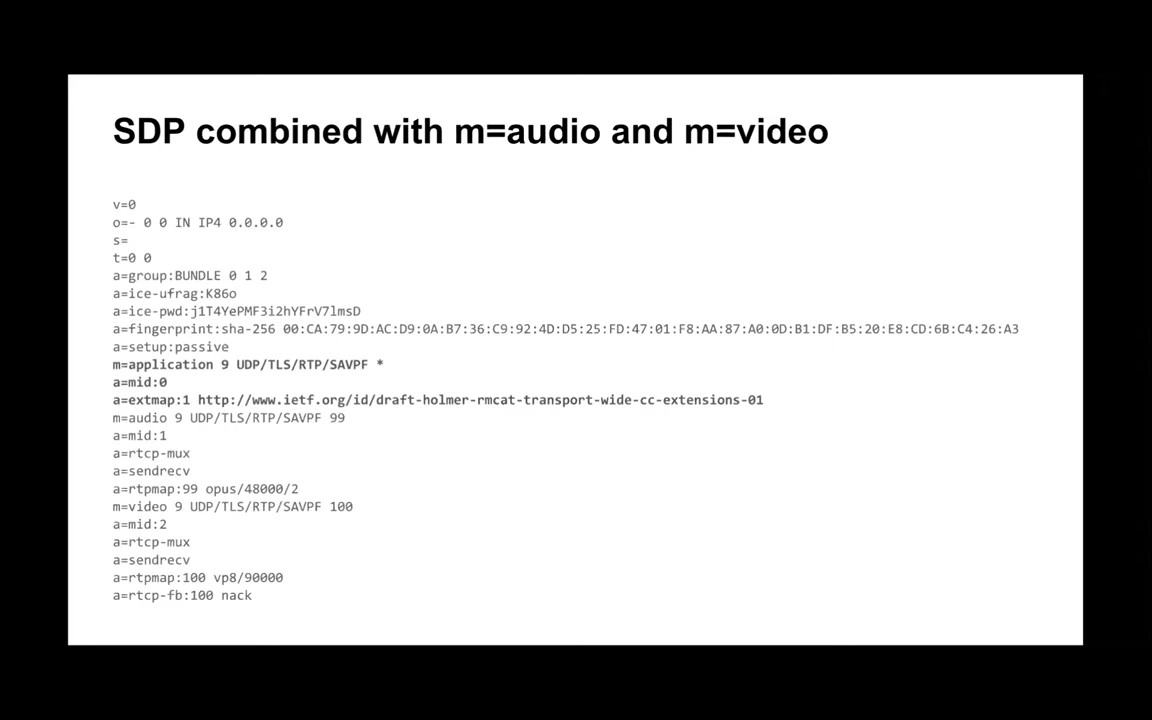 SDP combined with m=audio and m=video
v=0
o=- 0 0 IN IP4 0.0.0.0
s=
t=0 0
a=group:BUNDLE 0 1 2
a=ice-ufrag:K86o
a=ice-pwd:j1T4YePMF3i2hYFrV7lmsD
a=fingerprint:sha-256 00:CA:79:9D:AC:D9:0A:B7:36:C9:92:4D:D5:25:FD:47:01:F8:AA:87:A0:0D:B1:DF:B5:20:E8:CD:6B:C4:26:A3
a=setup:passive
m=application 9 UDP/TLS/RTP/SAVPF *
a=mid:0
a=extmap:1 http://www.ietf.org/id/draft-holmer-rmcat-transport-wide-cc-extensions-01
m=audio 9 UDP/TLS/RTP/SAVPF 99
a=mid:1
a=rtcp-mux
a=sendrecv
a=rtpmap:99 opus/48000/2
m=video 9 UDP/TLS/RTP/SAVPF 100
a=mid:2
a=rtcp-mux
a=sendrecv
a=rtpmap:100 vp8/90000
a=rtcp-fb:100 nack